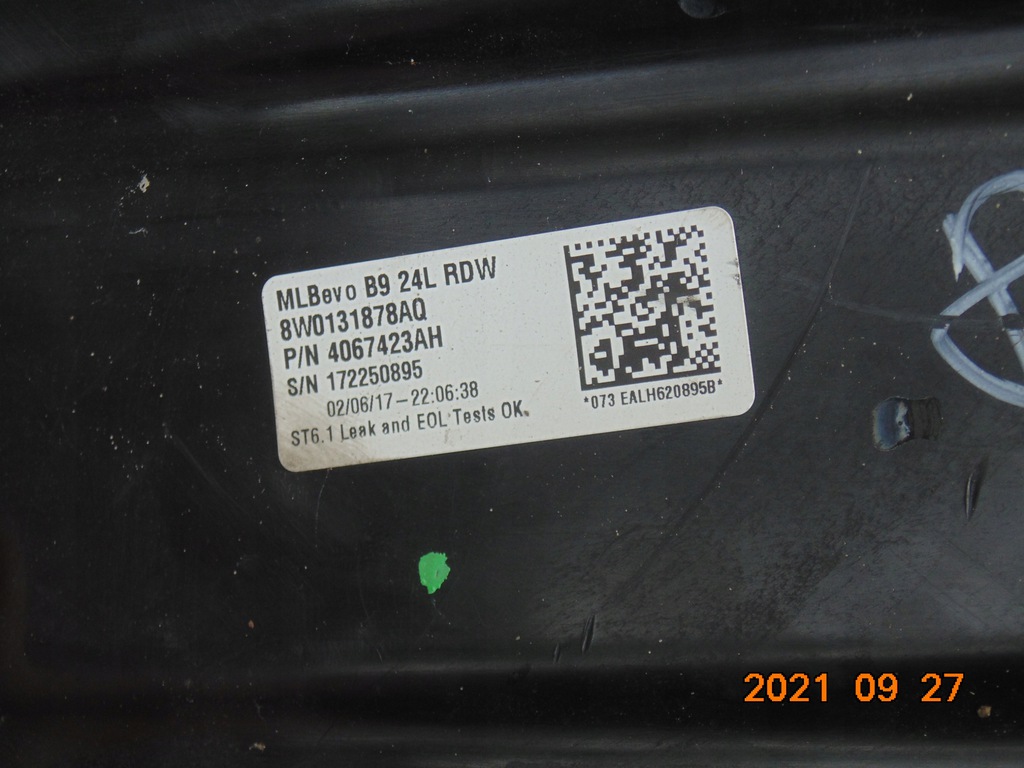 MLBevo B9 24L RDW
8W0131878AQ
P/N 4067423AH
S/N 172250895
02/06/17-22:06:38
ST6.1 Leak and EOL Tests OK.
*073 EALH620895B*
2021 09 27